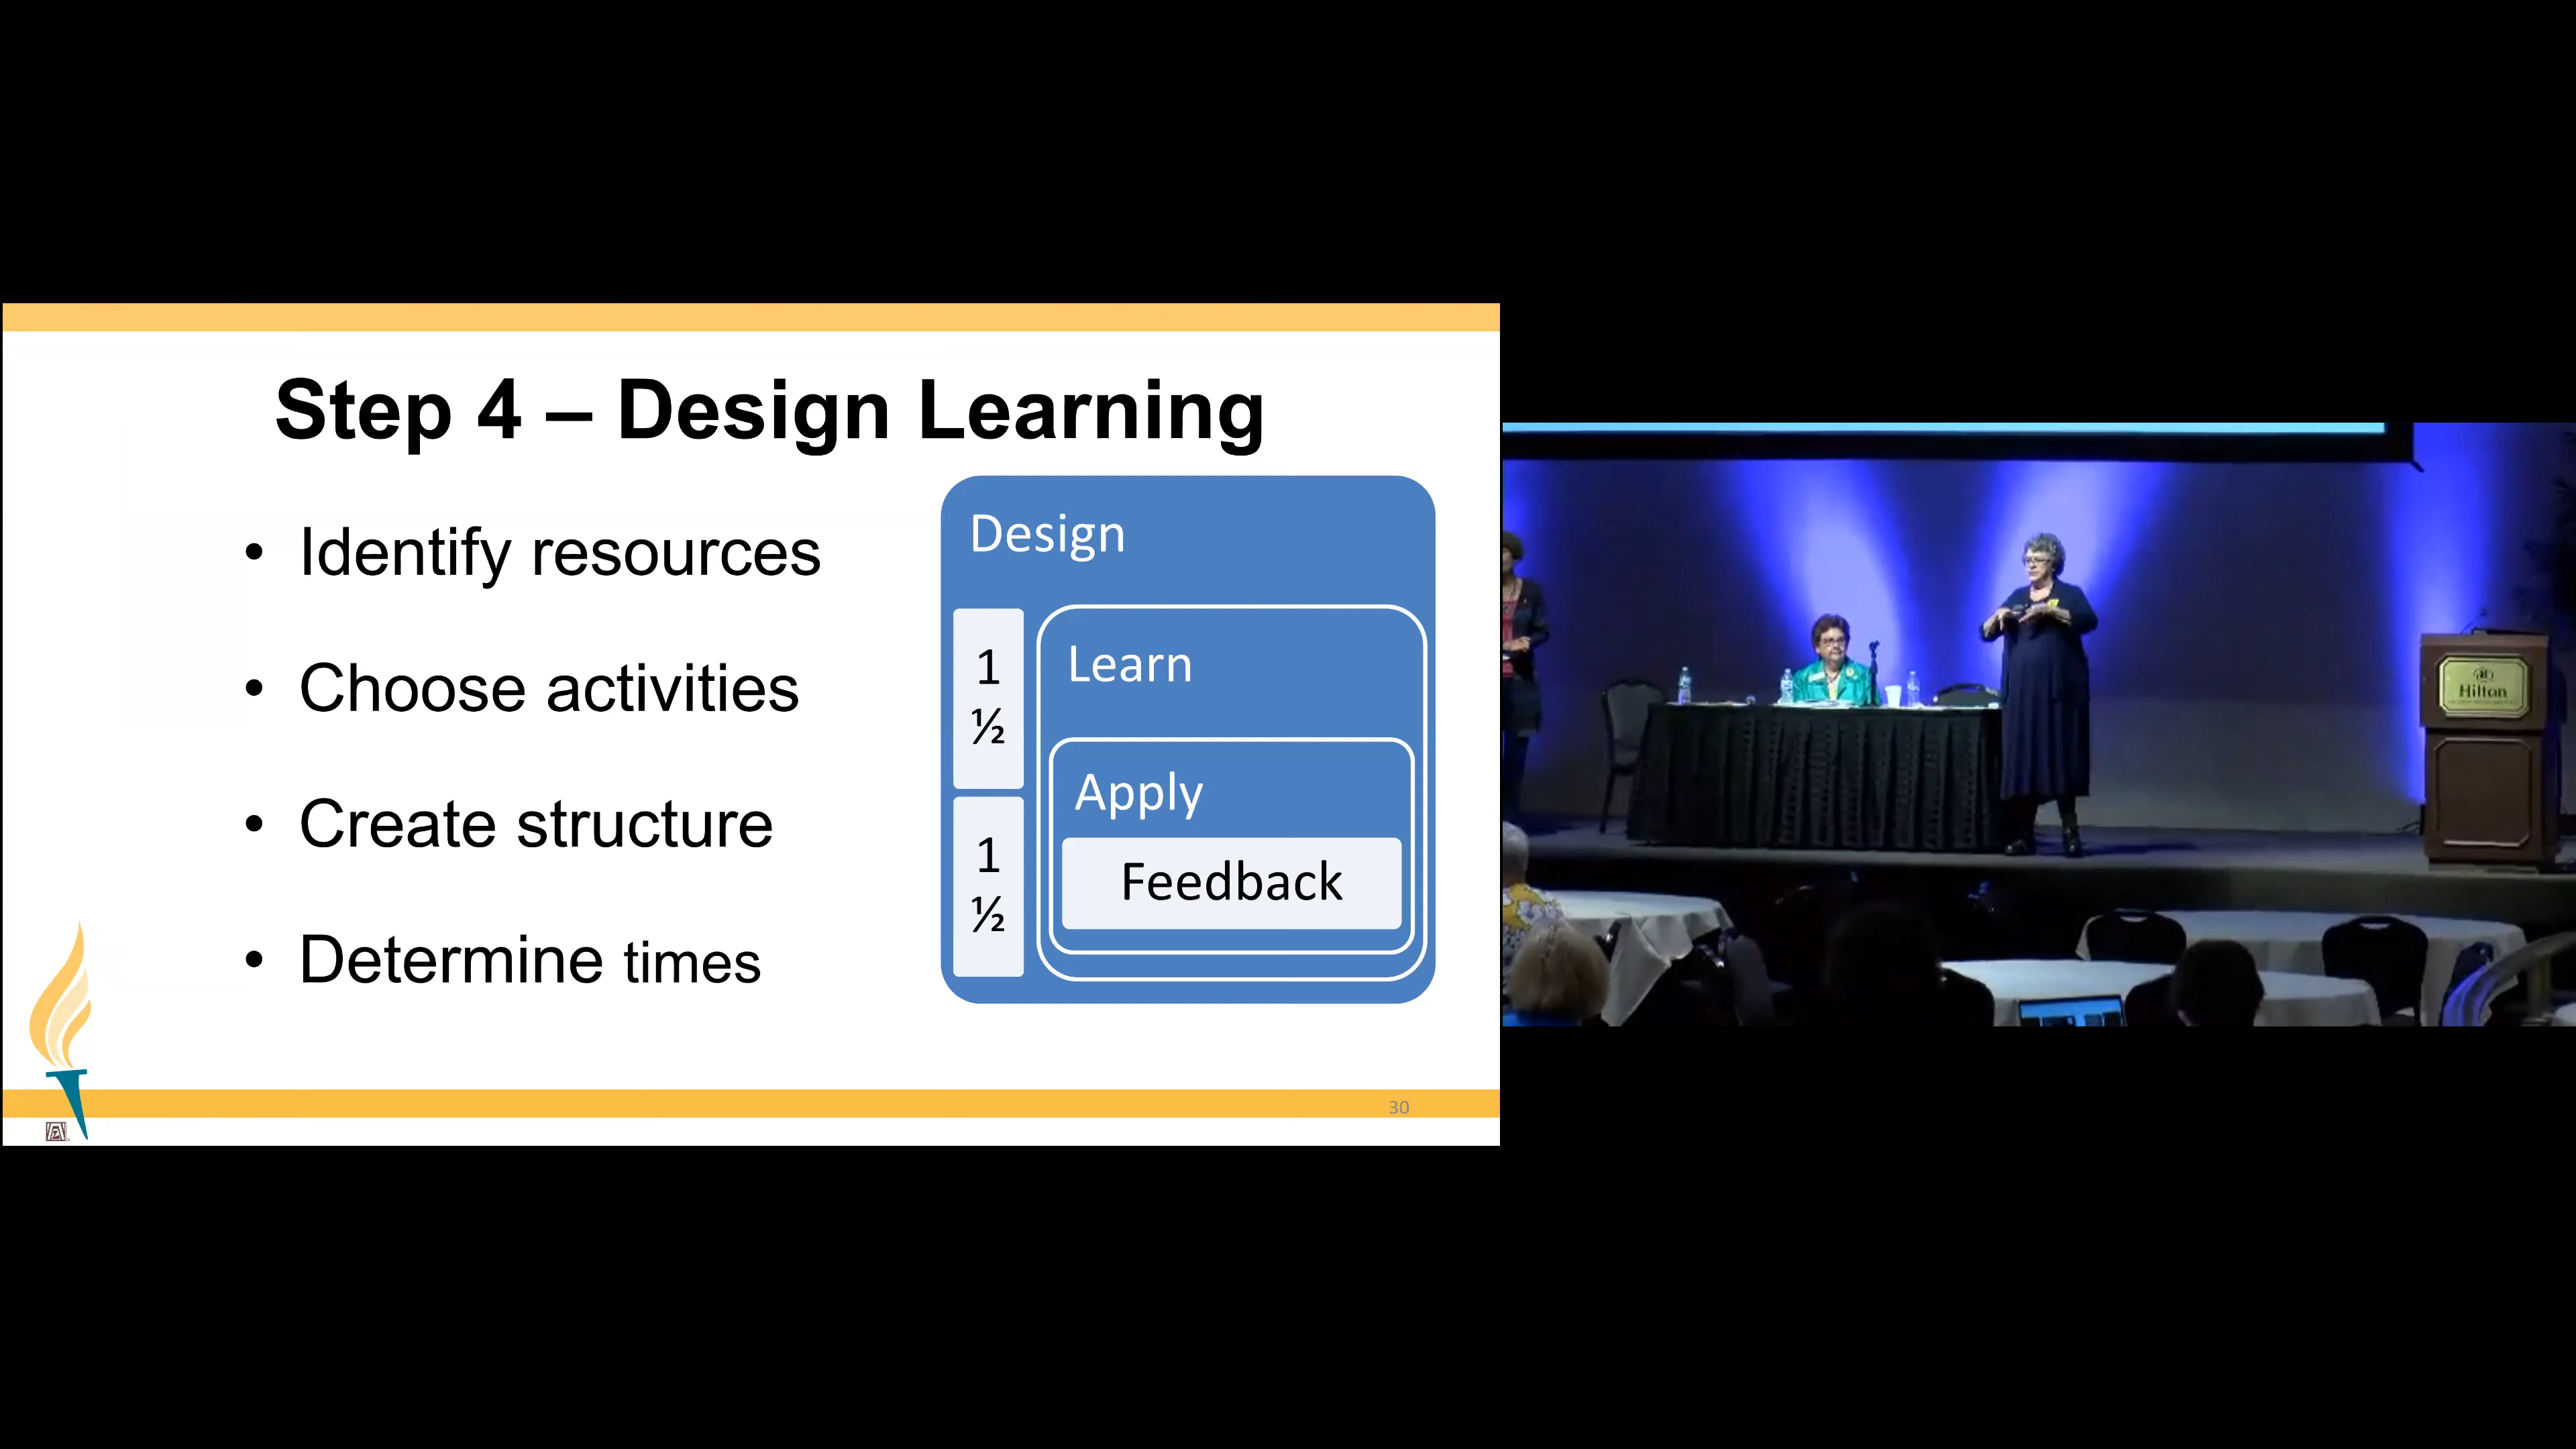 Step 4 – Design Learning
• Identify resources
• Choose activities
• Create structure
• Determine times
Design
1
½
1
½
Learn
Apply
Feedback
30
Hilton